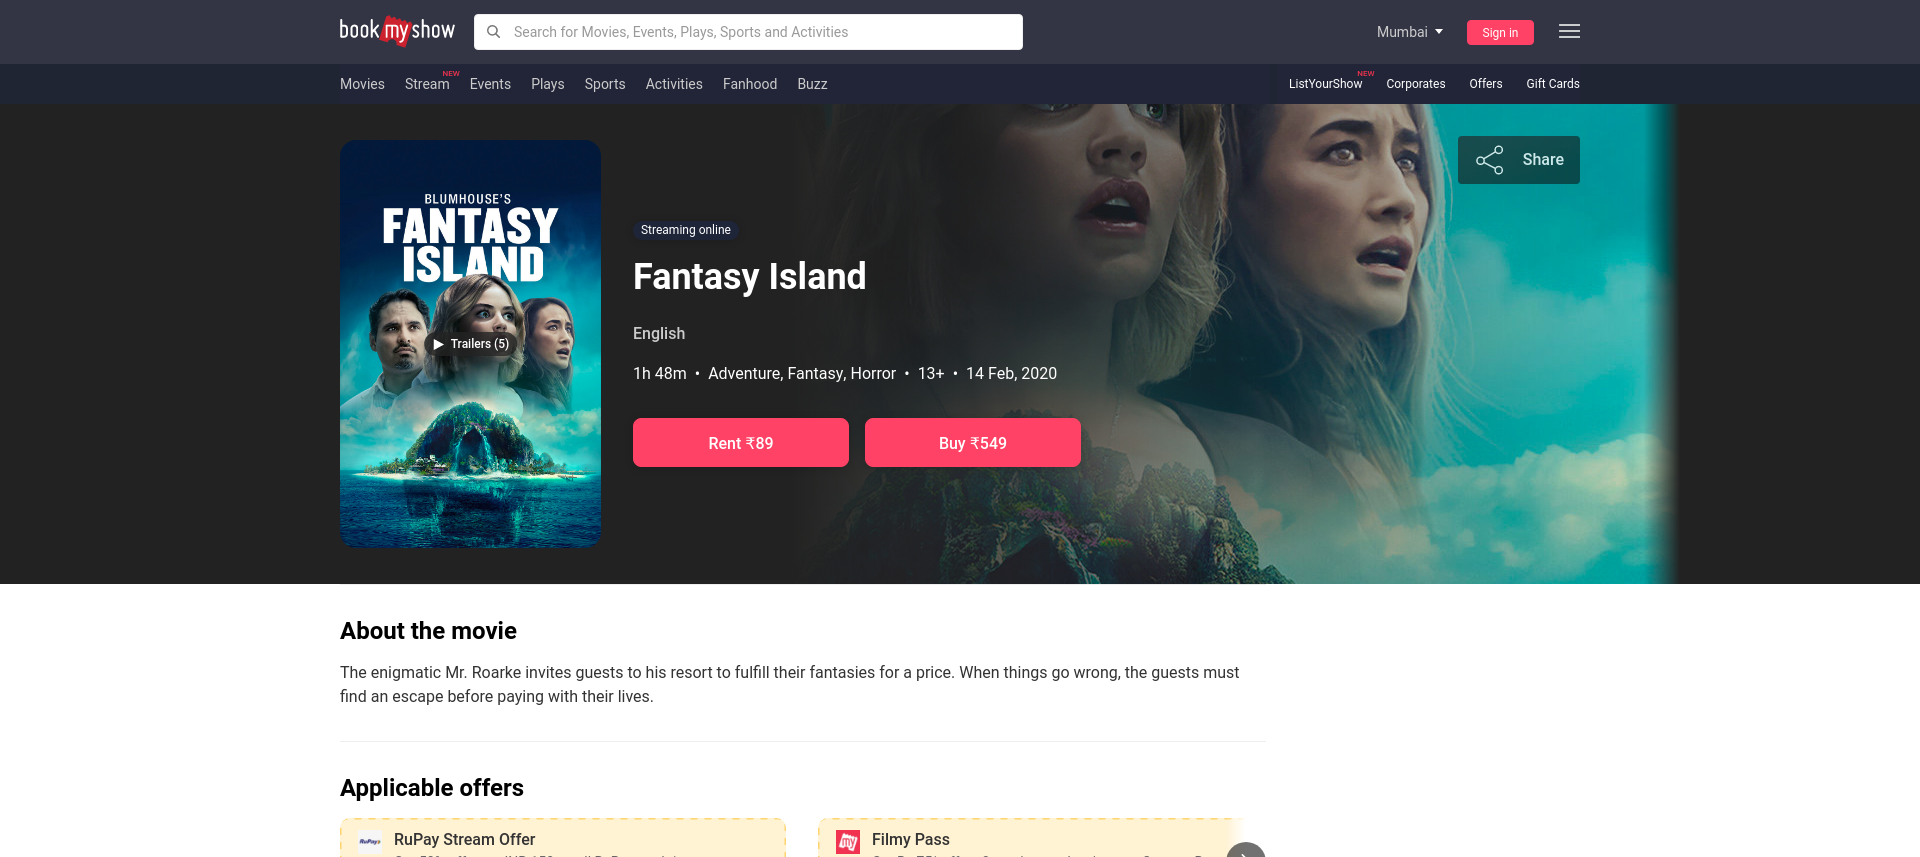 book my show
Search for Movies, Events, Plays, Sports and Activities
Mumbai
Sign in
Movies
Stream NEW
Events
Plays
Sports
Activities
Fanhood
Buzz
ListYourShow NEW
Corporates
Offers
Gift Cards
BLUMHOUSE'S
FANTASY
ISLAND
Trailers (5)
Share
Streaming online
Fantasy Island
English
1h 48m • Adventure, Fantasy, Horror • 13+ • 14 Feb, 2020
Rent ₹89
Buy ₹549
About the movie
The enigmatic Mr. Roarke invites guests to his resort to fulfill their fantasies for a price. When things go wrong, the guests must
find an escape before paying with their lives.
Applicable offers
RuPay
RuPay Stream Offer
my
Filmy Pass